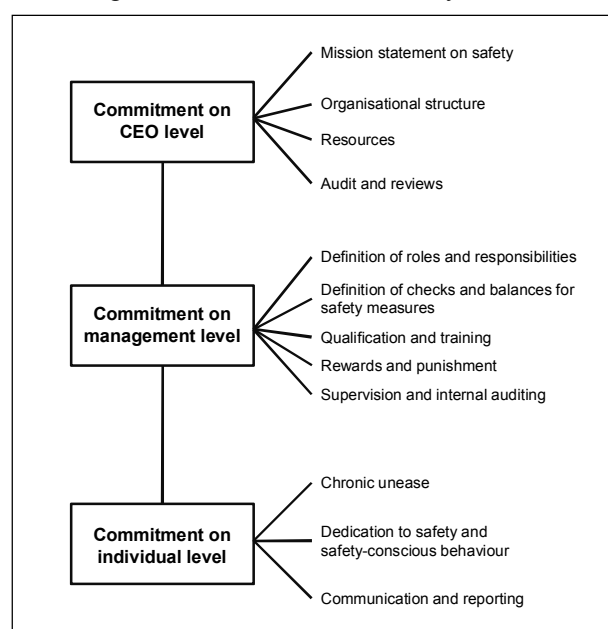 Mission statement on safety
Commitment on
CEO level
Organisational structure
Resources
Audit and reviews
Definition of roles and responsibilities
Commitment on
management level
Definition of checks and balances for
safety measures
Qualification and training
Rewards and punishment
Supervision and internal auditing
Chronic unease
Commitment on
individual level
Dedication to safety and
safety-conscious behaviour
Communication and reporting